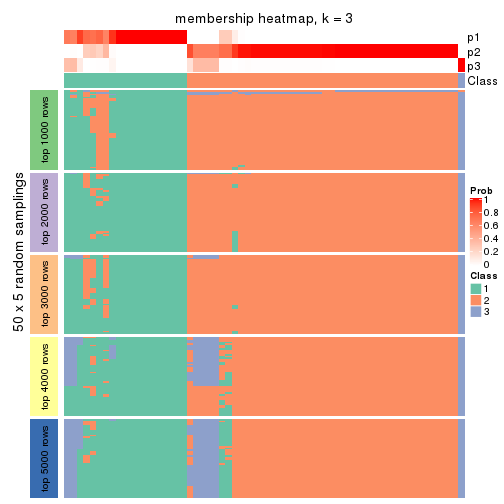 membership heatmap, k = 3
p1
p2
p3
Class
50 x 5 random samplings
top 1000 rows
top 2000 rows
top 3000 rows
top 4000 rows
top 5000 rows
Prob
1
0.8
0.6
0.4
0.2
0
Class
1
2
3